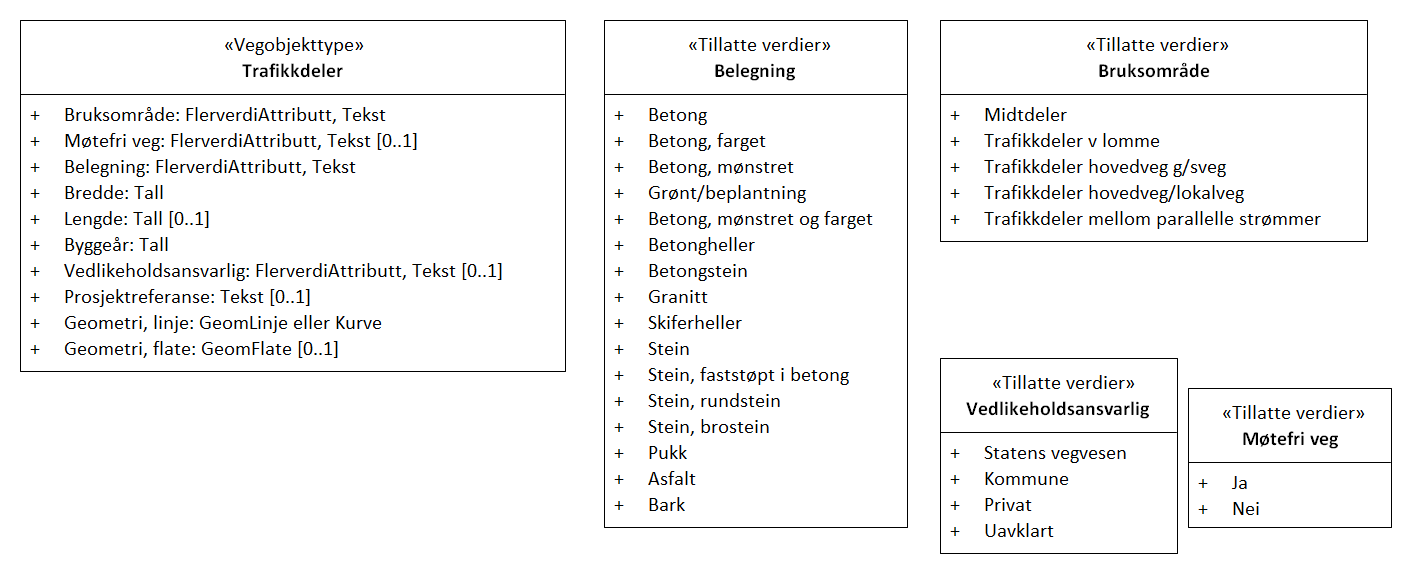 «Vegobjekttype»
Trafikkdeler
+ Bruksområde: FlerverdiAttributt, Tekst
+ Møtefri veg: FlerverdiAttributt, Tekst [0..1]
+ Belegning: FlerverdiAttributt, Tekst
+ Bredde: Tall
+ Lengde: Tall [0..1]
+ Byggeår: Tall
+ Vedlikeholdsansvarlig: FlerverdiAttributt, Tekst [0..1]
+ Prosjektreferanse: Tekst [0..1]
+ Geometri, linje: GeomLinje eller Kurve
+ Geometri, flate: GeomFlate [0..1]
«Tillatte verdier»
Belegning
+ Betong
+ Betong, farget
+ Betong, mønstret
+ Grønt/beplantning
+ Betong, mønstret og farget
+ Betongheller
+ Betongstein
+ Granitt
+ Skiferheller
+ Stein
+ Stein, faststøpt i betong
+ Stein, rundstein
+ Stein, brostein
+ Pukk
+ Asfalt
+ Bark
«Tillatte verdier»
Bruksområde
+ Midtdeler
+ Trafikkdeler v lomme
+ Trafikkdeler hovedveg g/sveg
+ Trafikkdeler hovedveg/lokalveg
+ Trafikkdeler mellom parallelle strømmer
«Tillatte verdier»
Vedlikeholdsansvarlig
+ Statens vegvesen
+ Kommune
+ Privat
+ Uavklart
«Tillatte verdier»
Møtefri veg
+ Ja
+ Nei